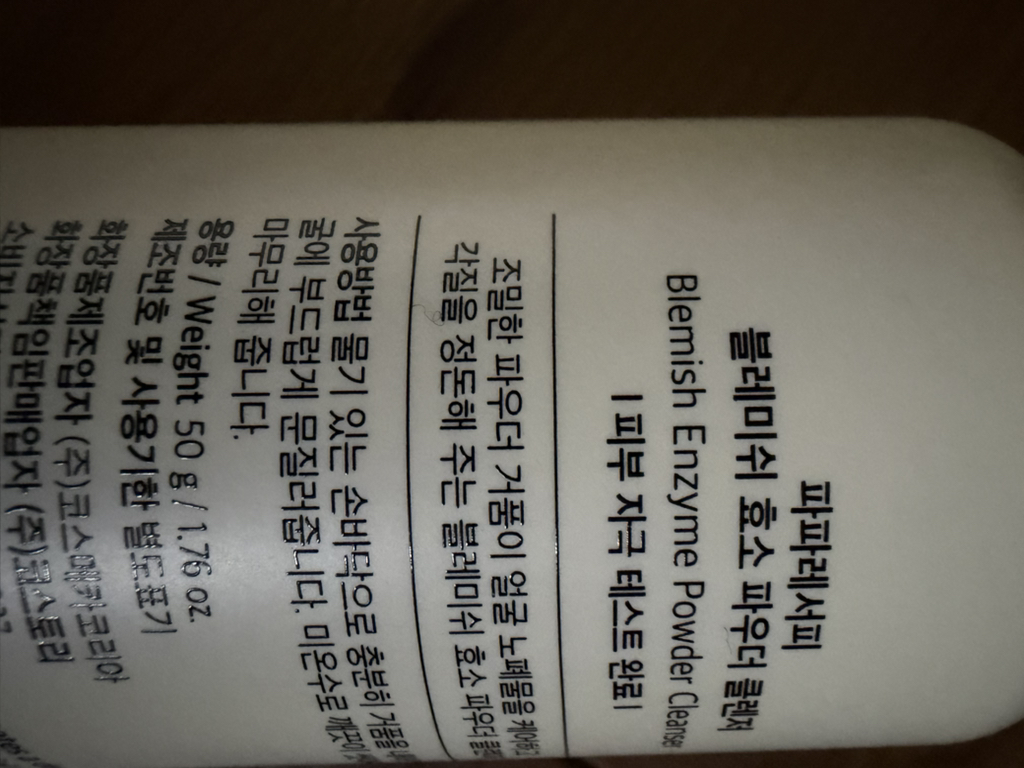 파파레서피
블레미쉬 효소 파우더 클렌저
Blemish Enzyme Powder Cleanser
| 피부 자극 테스트 완료 |
조밀한 파우더 거품이 얼굴 노폐물을 케어하고
각질을 정돈해 주는 블레미쉬 효소 파우더
사용방법 물기 있는 손바닥으로 충분히 거품을
굴에 부드럽게 문질러줍니다. 미온수로 깨끗이
마무리해 줍니다.
용량 / Weight 50 g / 1.76 oz.
제조번호 및 사용기한 별도표기
화장품제조업자 (주)코스메카코리아
화장품책임판매업자 (주)코스토리